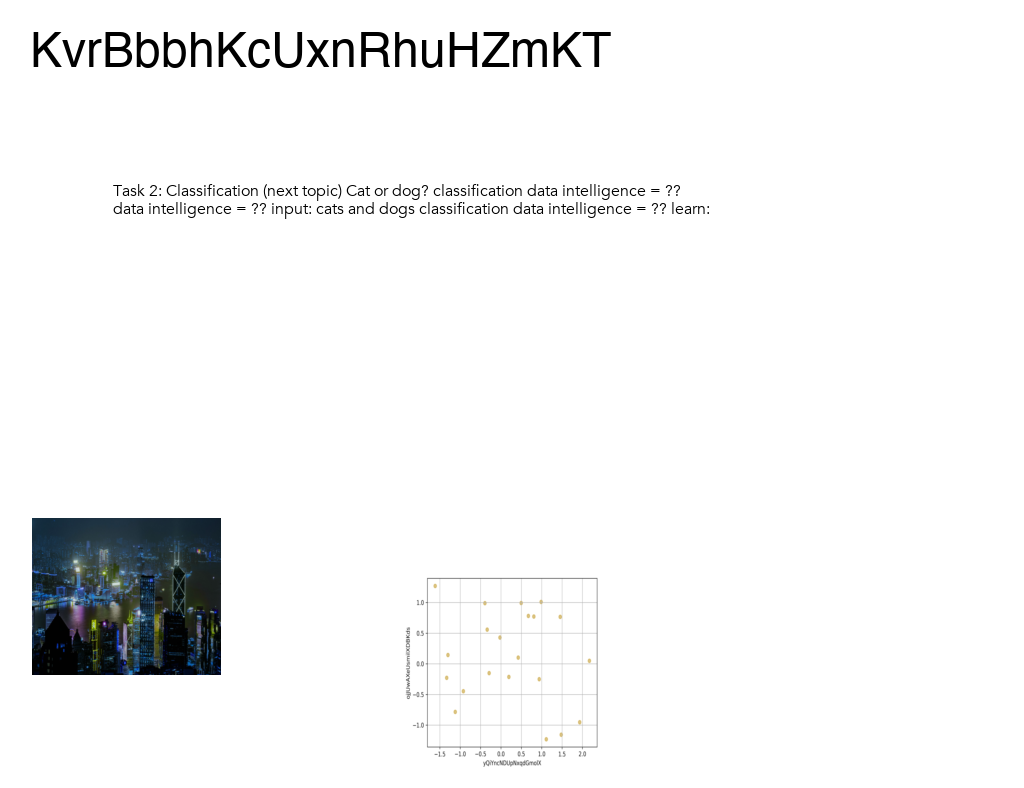 KvrBbbhKcUxnRhuHZmKT
Task 2: Classification (next topic) Cat or dog? classification data intelligence = ??
data intelligence = ?? input: cats and dogs classification data intelligence = ?? learn:
1.0
0.5
0.0
−0.5
−1.0
−1.5 −1.0 −0.5 0.0 0.5 1.0 1.5 2.0